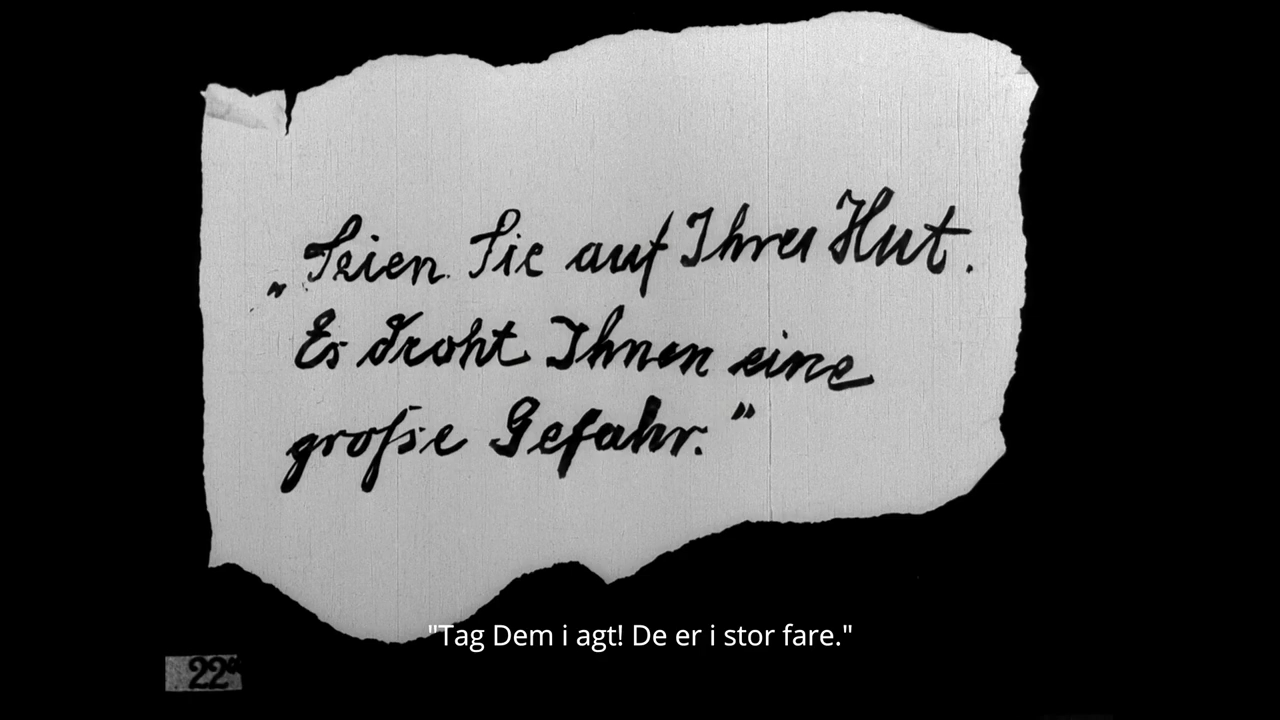 „Seien Sie auf Ihrer Hut.
Es droht Ihnen eine
große Gefahr.“
"Tag Dem i agt! De er i stor fare."
22